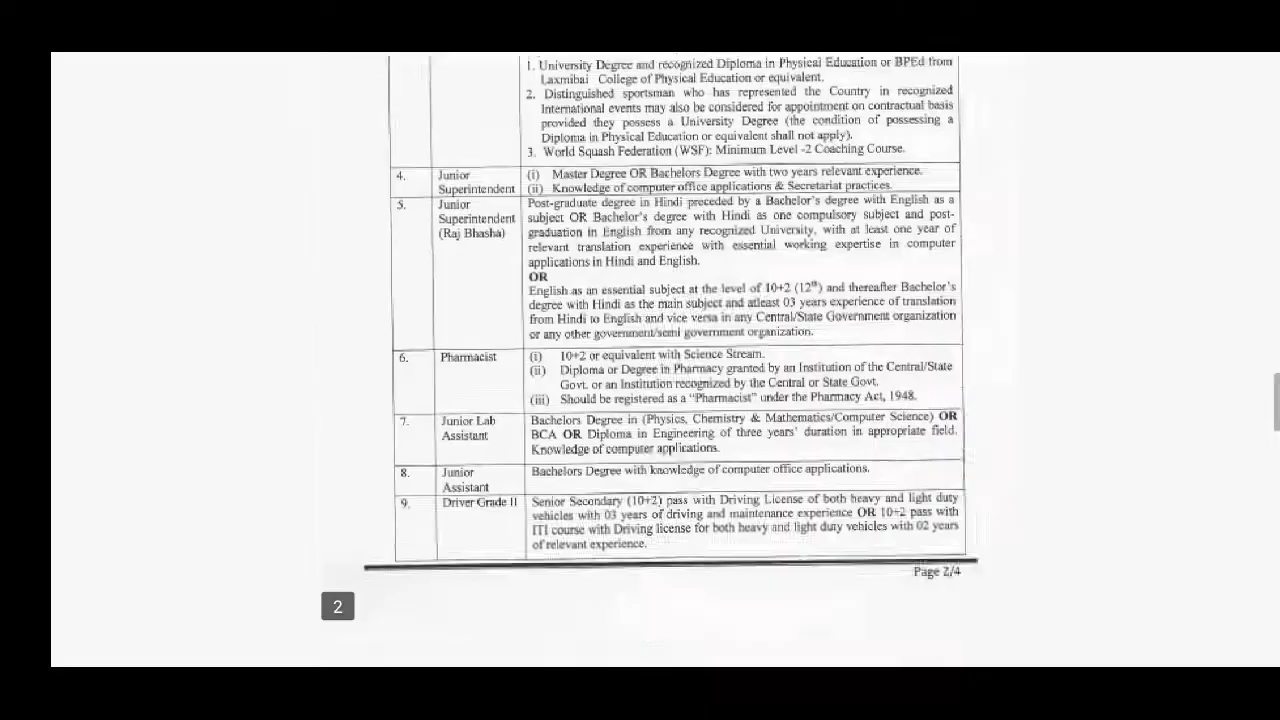 1. University Degree and recognized Diploma in Physical Education or BPEd from
Laxmibai College of Physical Education or equivalent.
2. Distinguished sportsman who has represented the Country in recognized
International events may also be considered for appointment on contractual basis
provided they possess a University Degree (the condition of possessing a
Diploma in Physical Education or equivalent shall not apply).
3. World Squash Federation (WSF): Minimum Level -2 Coaching Course.
4. Junior Superintendent
(i) Master Degree OR Bachelors Degree with two years relevant experience.
(ii) Knowledge of computer office applications & Secretariat practices.
5. Junior Superintendent (Raj Bhasha)
Post-graduate degree in Hindi preceded by a Bachelor's degree with English as a
subject OR Bachelor's degree with Hindi as one compulsory subject and post-
graduation in English from any recognized University, with at least one year of
relevant translation experience with essential working expertise in computer
applications in Hindi and English.
OR
English as an essential subject at the level of 10+2 (12th) and thereafter Bachelor's
degree with Hindi as the main subject and atleast 03 years experience of translation
from Hindi to English and vice versa in any Central/State Government organization
or any other government/semi government organization.
6. Pharmacist
(i) 10+2 or equivalent with Science Stream.
(ii) Diploma or Degree in Pharmacy granted by an Institution of the Central/State
Govt. or an Institution recognized by the Central or State Govt.
(iii) Should be registered as a "Pharmacist" under the Pharmacy Act, 1948.
7. Junior Lab Assistant
Bachelors Degree in (Physics, Chemistry & Mathematics/Computer Science) OR
BCA OR Diploma in Engineering of three years' duration in appropriate field.
Knowledge of computer applications.
8. Junior Assistant
Bachelors Degree with knowledge of computer office applications.
9. Driver Grade II
Senior Secondary (10+2) pass with Driving License of both heavy and light duty
vehicles with 03 years of driving and maintenance experience OR 10+2 pass with
ITI course with Driving license for both heavy and light duty vehicles with 02 years
of relevant experience.
Page 2/4
2